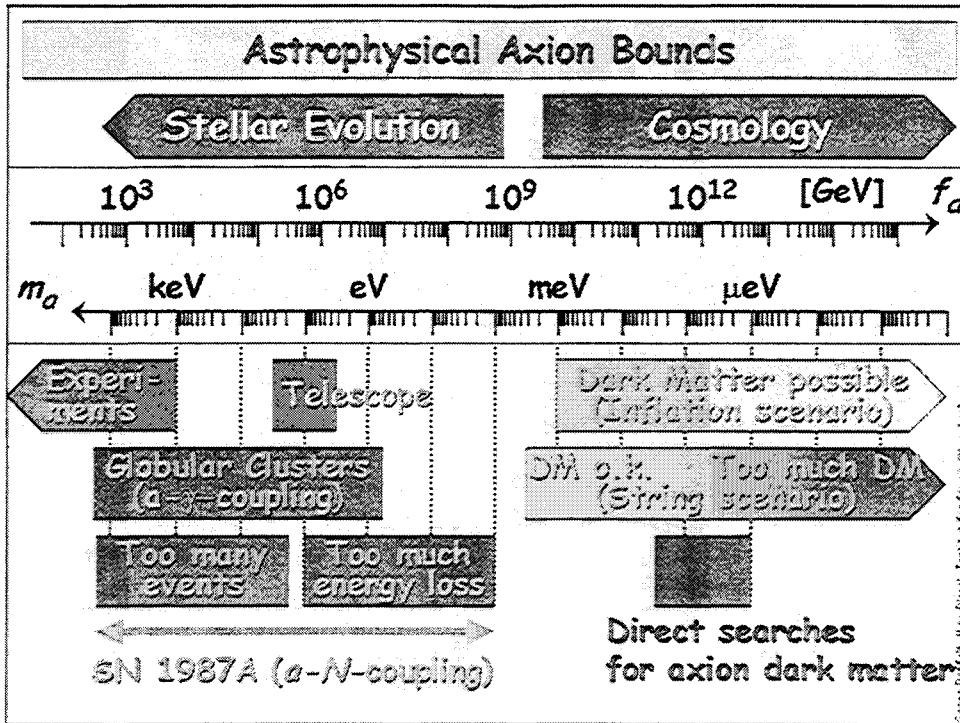 Astrophysical Axion Bounds
Stellar Evolution
Cosmology
10³ 10⁶ 10⁹ 10¹² [GeV] fₐ
mₐ keV eV meV μeV
Experi-
ments
Telescope
Dark Matter possible
(Inflation scenario)
Globular Clusters
(a-γ-coupling)
DM o.k. Too much DM
(String scenario)
Too many
events
Too much
energy loss
SN 1987A (a-N-coupling)
Direct searches
for axion dark matter